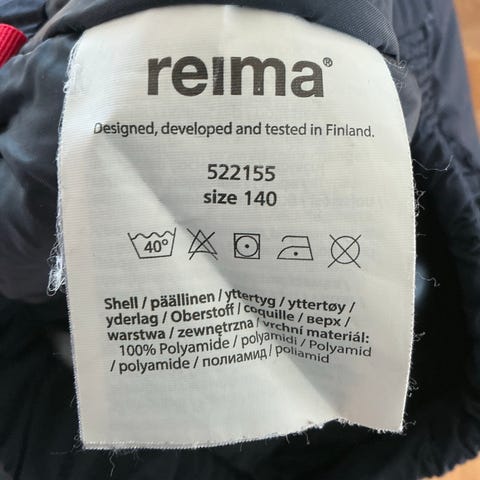 reima®
Designed, developed and tested in Finland.
522155
size 140
40°
Shell / päällinen / yttertyg / yttertøy /
yderlag / Oberstoff / coquille / верх /
warstwa / zewnętrzna / vrchní materiál:
100% Polyamide / polyamidi / Polyamid
/ polyamide / полиамид / poliamid